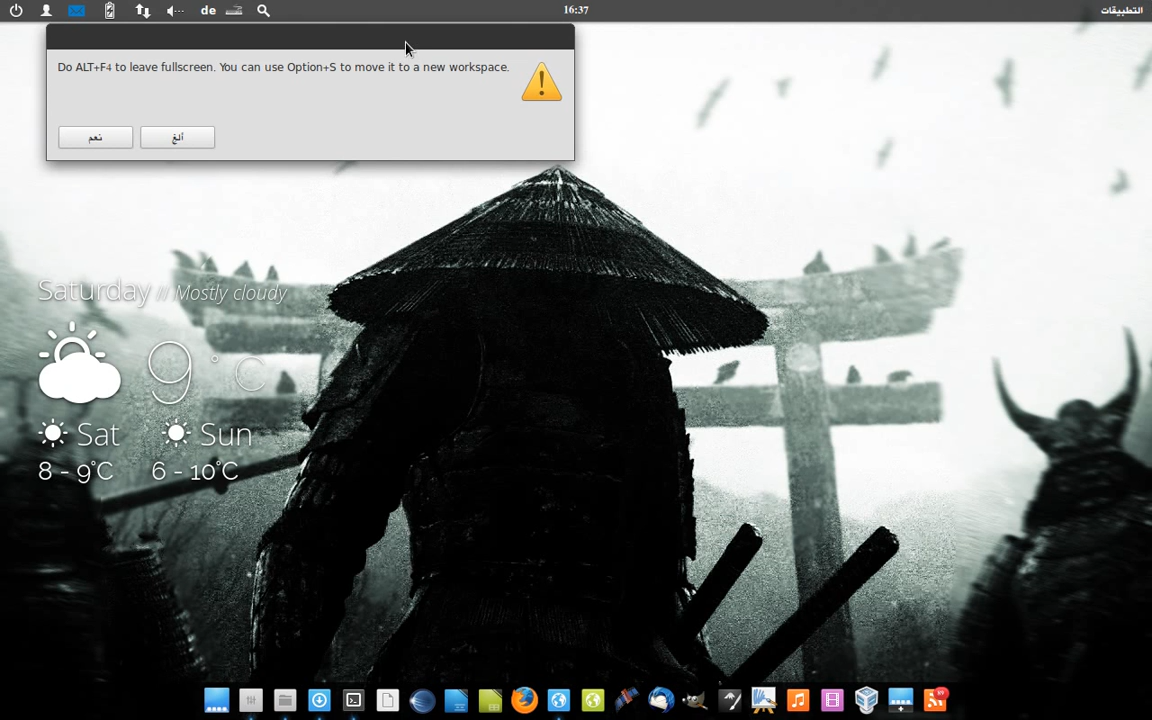 de
16:37
التطبيقات
Do ALT+F4 to leave fullscreen. You can use Option+S to move it to a new workspace.
نعم
ألغ
Saturday // Mostly cloudy
9 ° C
Sat
Sun
8 - 9°C
6 - 10°C